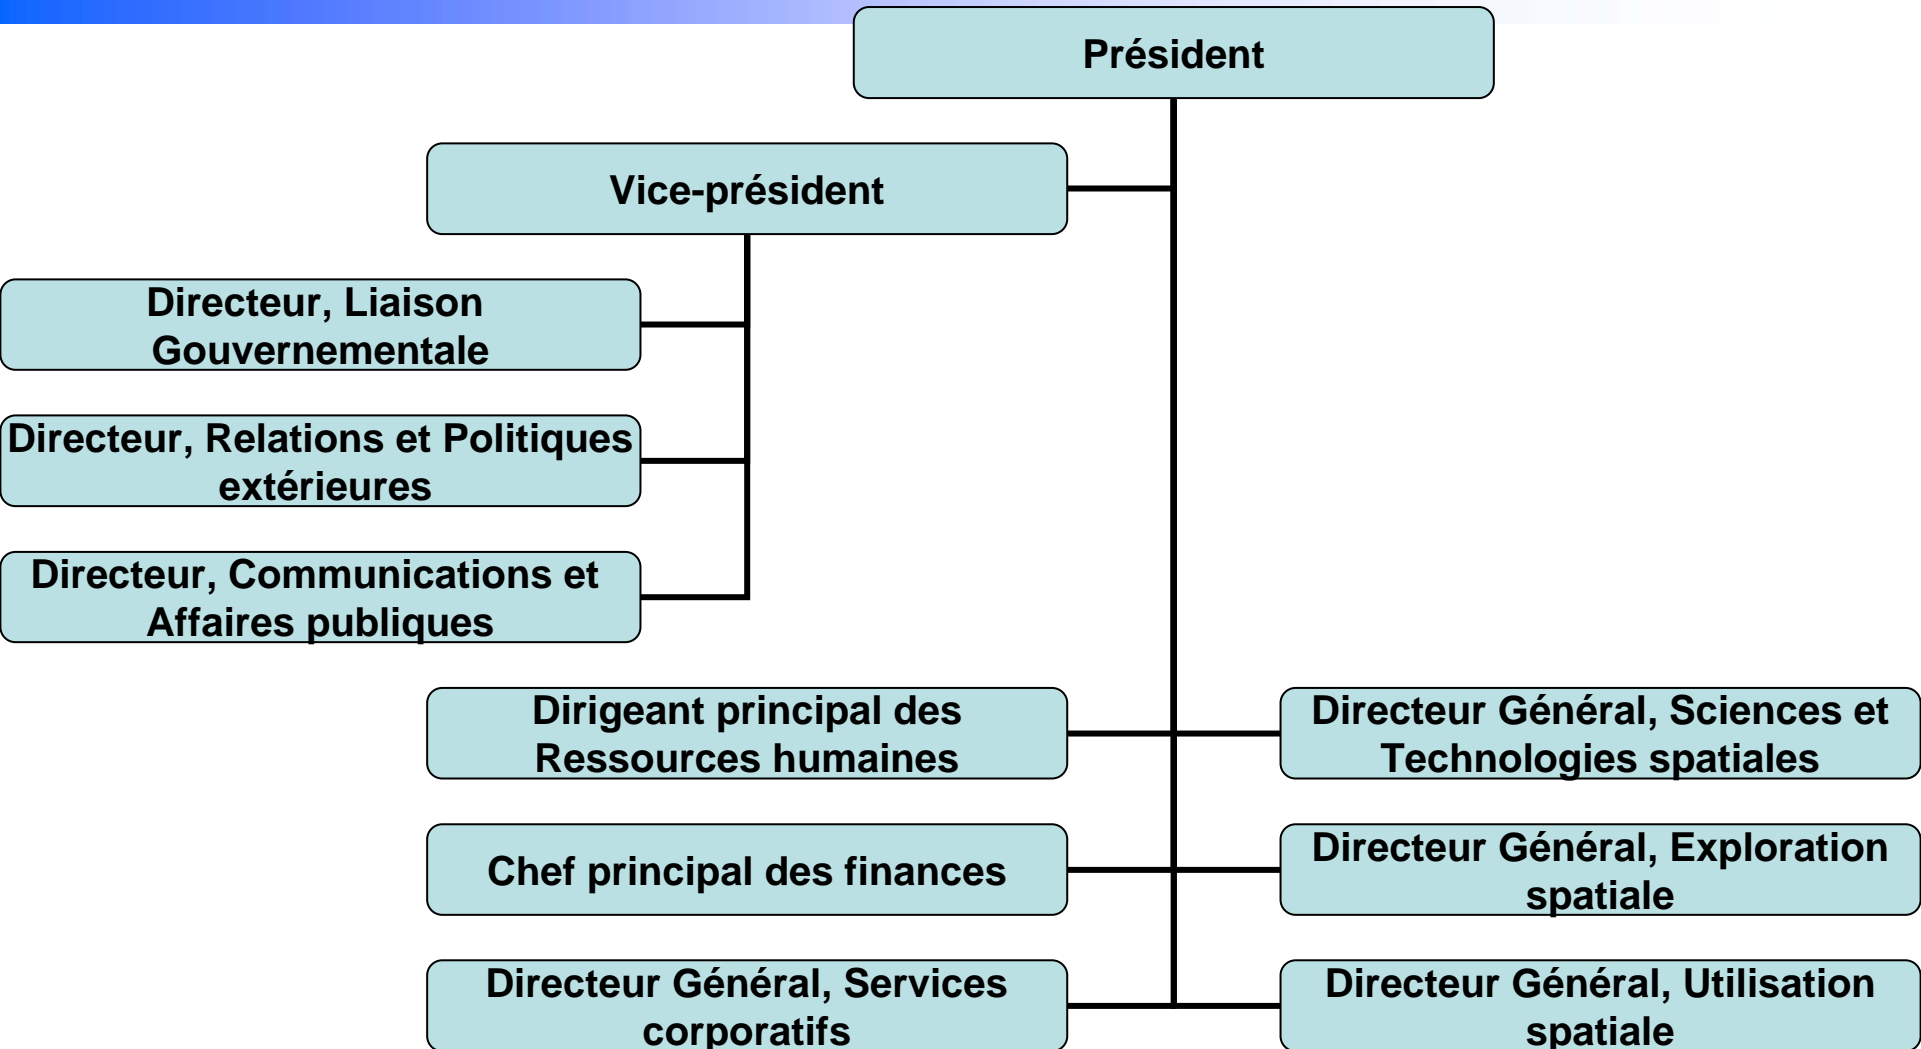 Président
Vice-président
Directeur, Liaison
Gouvernementale
Directeur, Relations et Politiques
extérieures
Directeur, Communications et
Affaires publiques
Dirigeant principal des
Ressources humaines
Directeur Général, Sciences et
Technologies spatiales
Chef principal des finances
Directeur Général, Exploration
spatiale
Directeur Général, Services
corporatifs
Directeur Général, Utilisation
spatiale